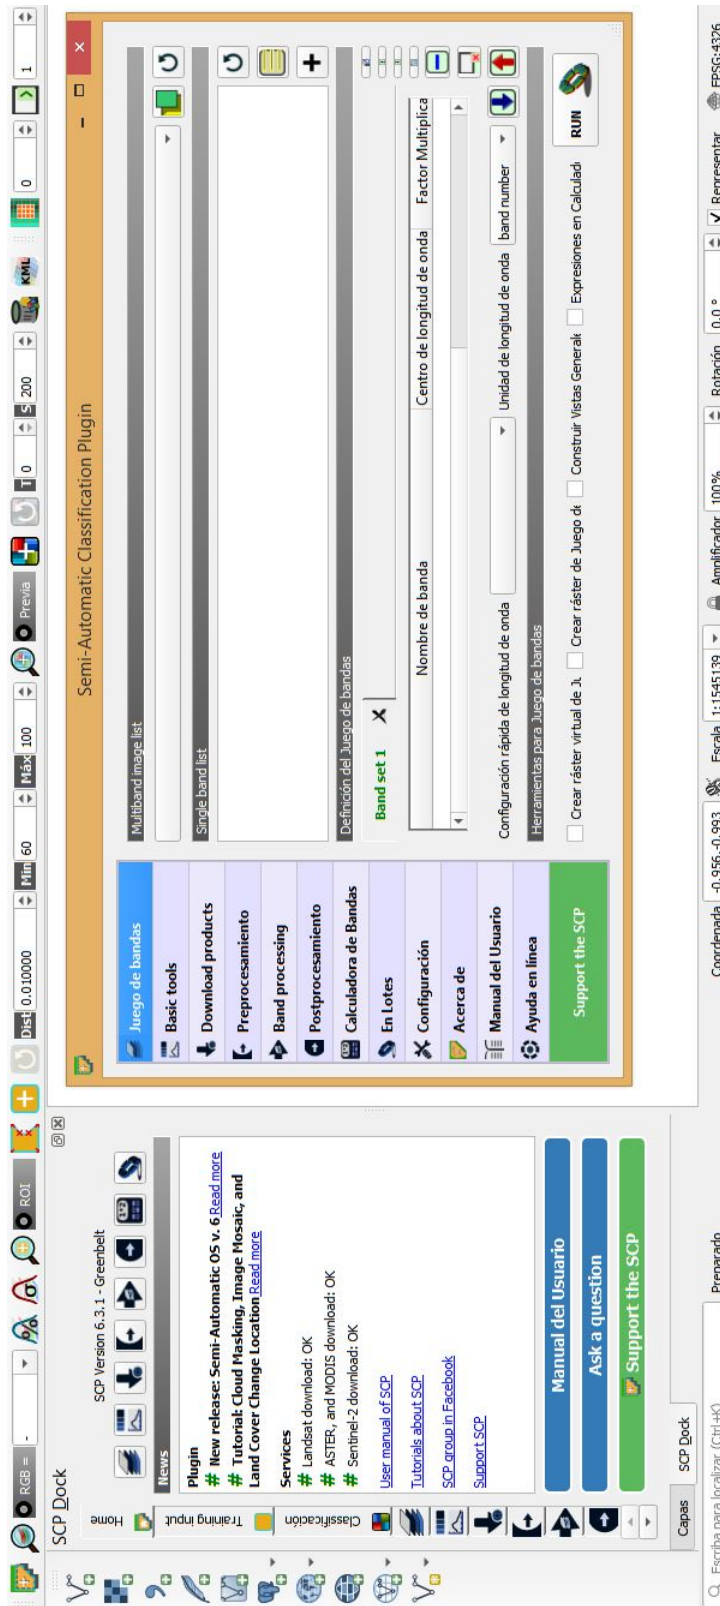 RGB =
-
ROI
Dist 0.010000
Min 60
Máx 100
Previa
T 0
S 200
KML
0
1
SCP Dock
SCP Version 6.3.1 - Greenbelt
Home
Training input
Classificación
News
Plugin
# New release: Semi-Automatic OS v. 6 Read more
# Tutorial: Cloud Masking, Image Mosaic, and
Land Cover Change Location Read more
Services
# Landsat download: OK
# ASTER, and MODIS download: OK
# Sentinel-2 download: OK
User manual of SCP
Tutorials about SCP
SCP group in Facebook
Support SCP
Manual del Usuario
Ask a question
Support the SCP
Capas
SCP Dock
Semi-Automatic Classification Plugin
Juego de bandas
Basic tools
Download products
Preprocesamiento
Band processing
Postprocesamiento
Calculadora de Bandas
En Lotes
Configuración
Acerca de
Manual del Usuario
Ayuda en línea
Support the SCP
Multiband image list
Single band list
Definición del Juego de bandas
Band set 1
Nombre de banda
Centro de longitud de onda
Factor Multiplica
Configuración rápida de longitud de onda
Unidad de longitud de onda
band number
Herramientas para Juego de bandas
Crear ráster virtual de Ju
Crear ráster de Juego de
Construir Vistas Generale
Expresiones en Calculado
RUN
Escriba para localizar (Ctrl+K)
Preparado
Coordenada -0.956,-0.993
Escala 1:1545139
Amplificador 100%
Rotación 0.0 °
Representar
EPSG:4326